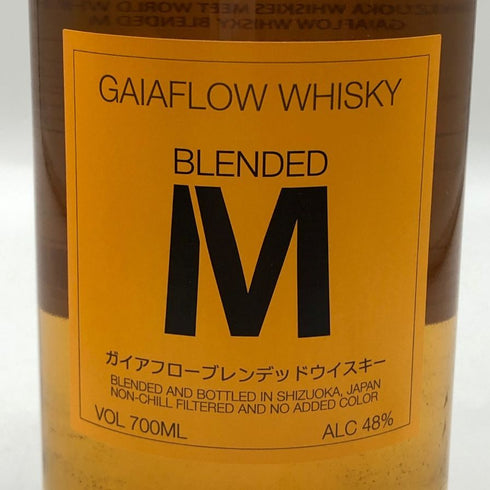 GAIAFLOW WHISKY
BLENDED
M
ガイアフローブレンデッドウイスキー
BLENDED AND BOTTLED IN SHIZUOKA, JAPAN
NON-CHILL FILTERED AND NO ADDED COLOR
VOL 700ML ALC 48%